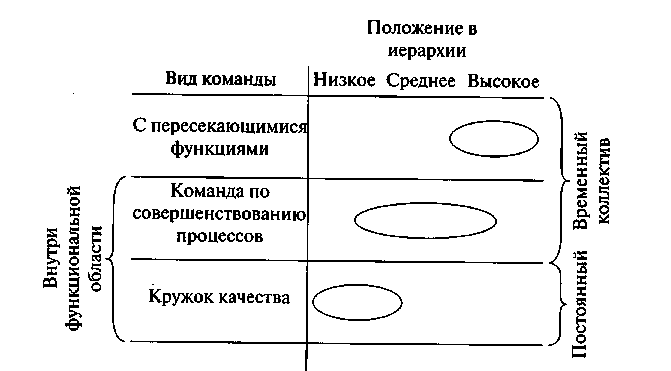 Положение в
иерархии
Вид команды
Низкое Среднее Высокое
С пересекающимися
функциями
Команда по
совершенствованию
процессов
Кружок качества
Внутри
функциональной
области
Временный
коллектив
Постоянный